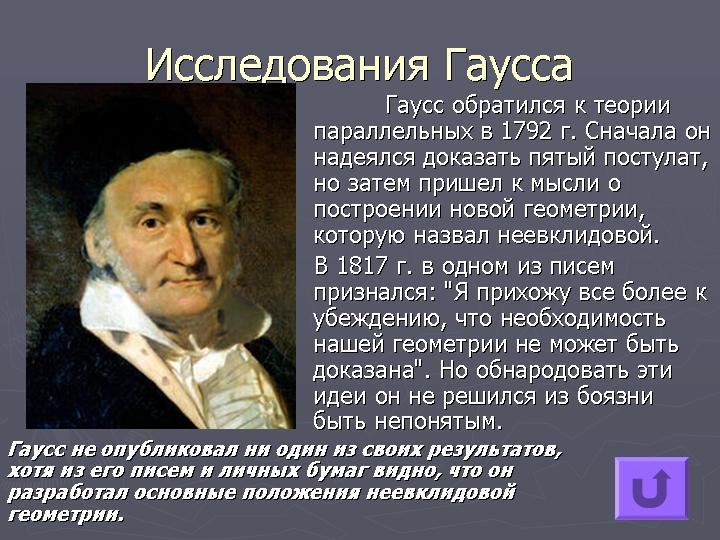 Исследования Гаусса
Гаусс обратился к теории
параллельных в 1792 г. Сначала он
надеялся доказать пятый постулат,
но затем пришел к мысли о
построении новой геометрии,
которую назвал неевклидовой.
В 1817 г. в одном из писем
признался: "Я прихожу все более к
убеждению, что необходимость
нашей геометрии не может быть
доказана". Но обнародовать эти
идеи он не решился из боязни
быть непонятым.
Гаусс не опубликовал ни один из своих результатов,
хотя из его писем и личных бумаг видно, что он
разработал основные положения неевклидовой
геометрии.